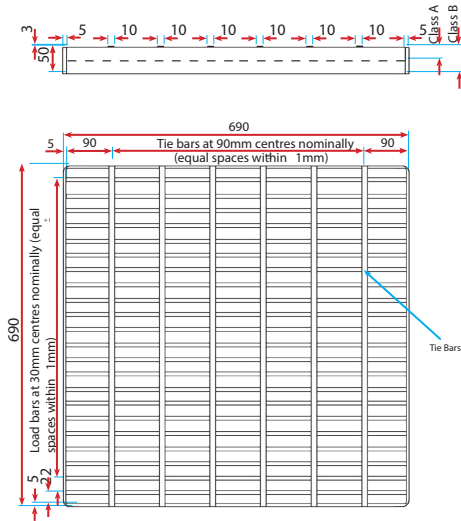 3
5
10
10
10
10
10
10
5
Class A
Class B
50
690
5
90
Tie bars at 90mm centres nominally
(equal spaces within 1mm)
90
690
Load bars at 30mm centres nominally (equal
±
spaces within 1mm)
Tie Bars
5
22